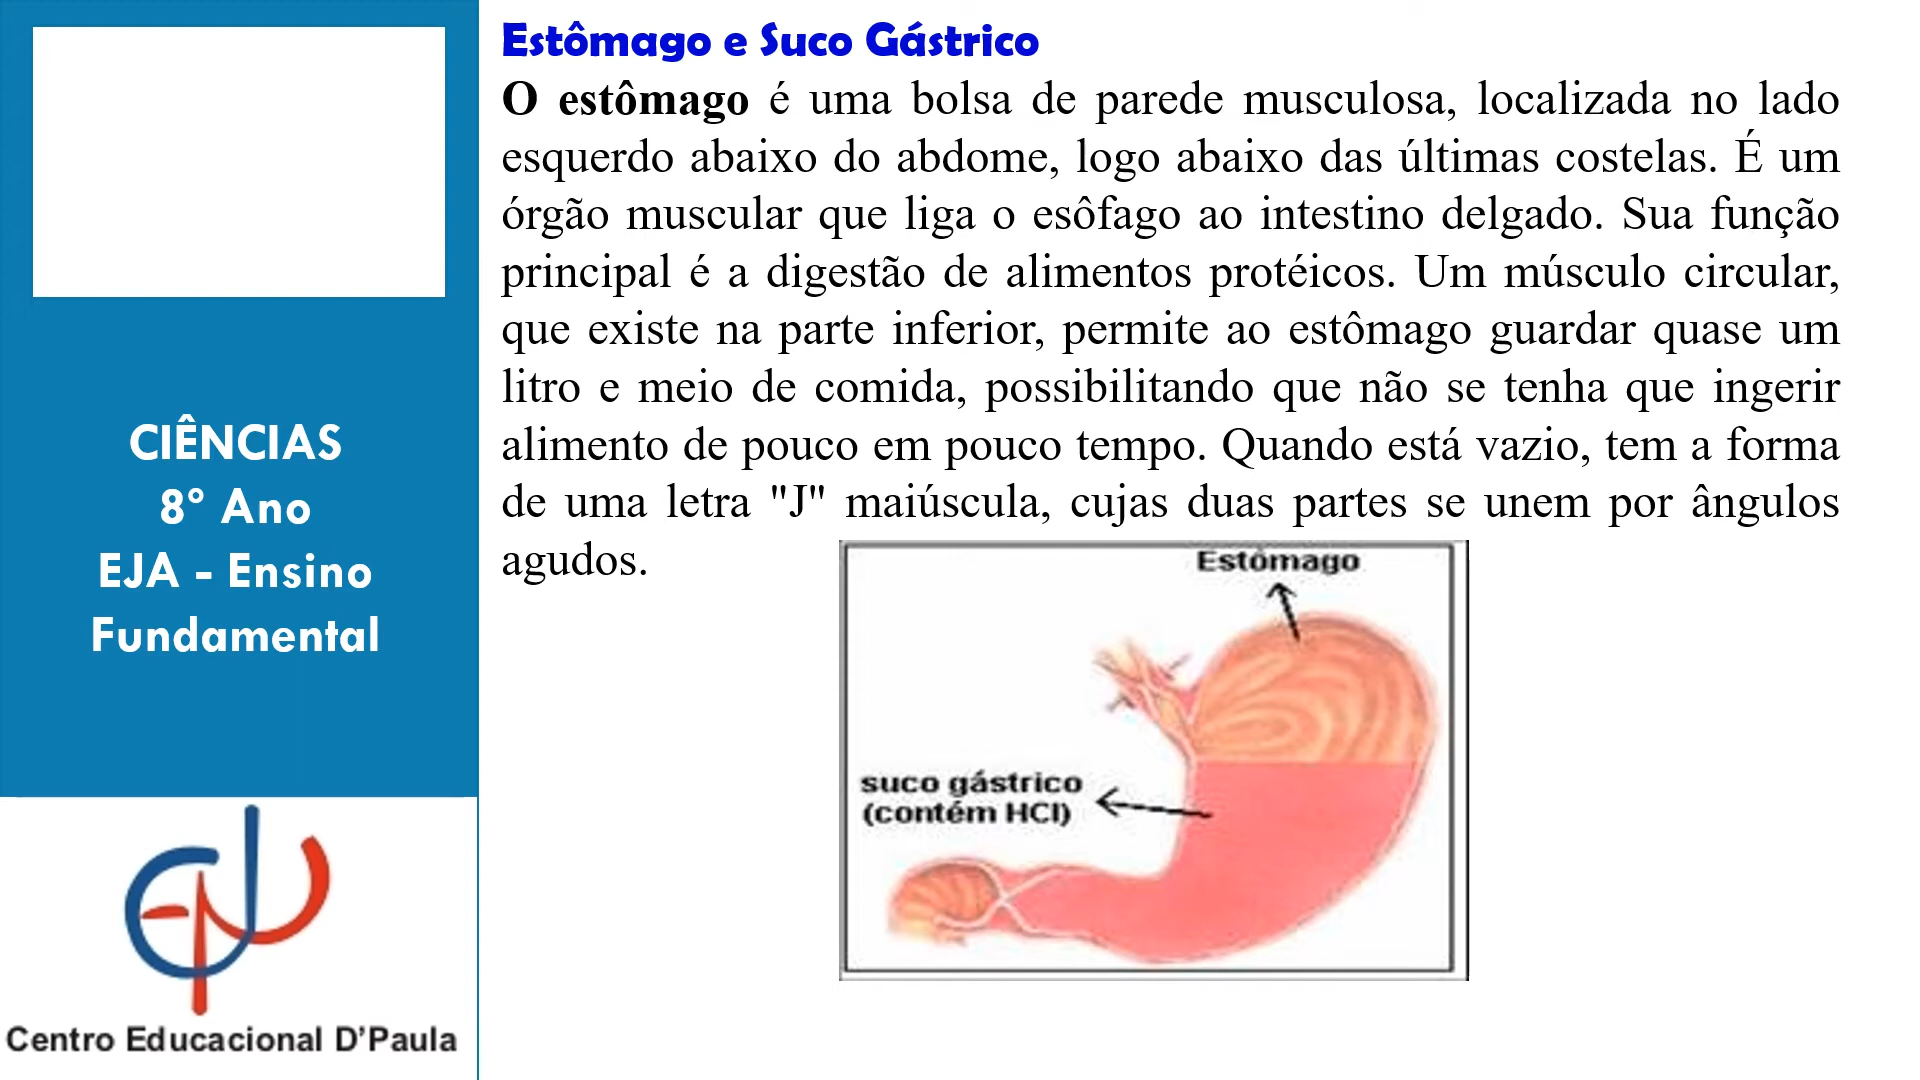 Estômago e Suco Gástrico
O estômago é uma bolsa de parede musculosa, localizada no lado
esquerdo abaixo do abdome, logo abaixo das últimas costelas. É um
órgão muscular que liga o esôfago ao intestino delgado. Sua função
principal é a digestão de alimentos protéicos. Um músculo circular,
que existe na parte inferior, permite ao estômago guardar quase um
litro e meio de comida, possibilitando que não se tenha que ingerir
alimento de pouco em pouco tempo. Quando está vazio, tem a forma
de uma letra "J" maiúscula, cujas duas partes se unem por ângulos
agudos.
Estômago
suco gástrico
(contém HCl)
CIÊNCIAS
8° Ano
EJA - Ensino
Fundamental
Centro Educacional D'Paula